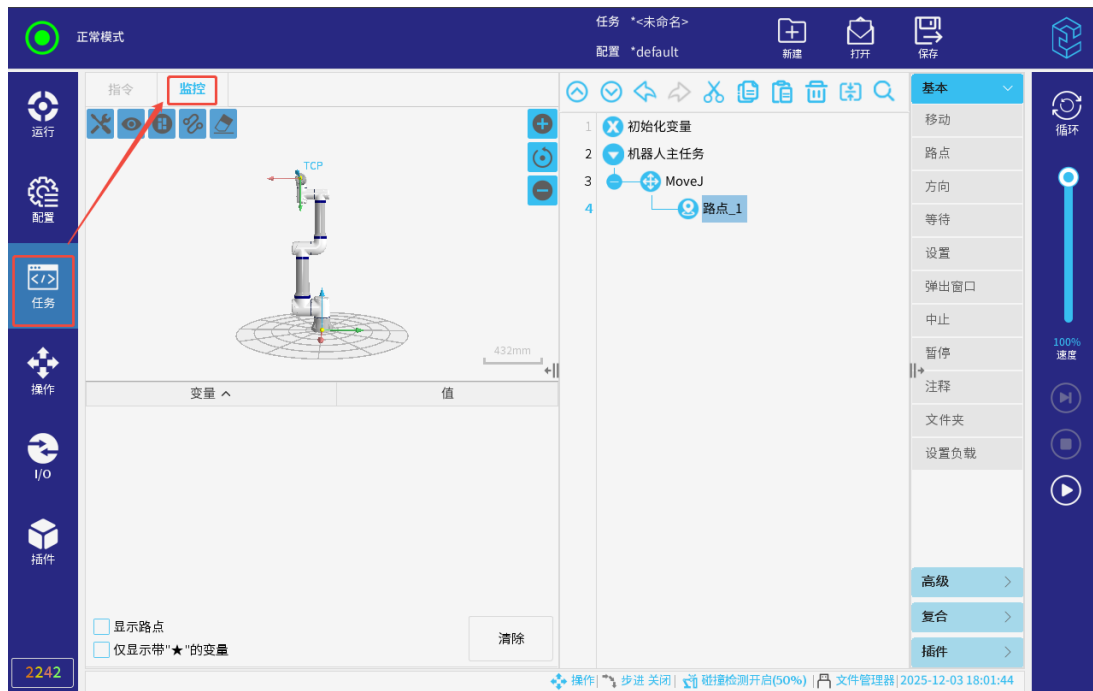 正常模式
任务 *<未命名>
配置 *default
新建
打开
保存
运行
配置
任务
操作
I/O
插件
2242
指令
监控
TCP
432mm
变量
值
显示路点
仅显示带"★"的变量
清除
1 初始化变量
2 机器人主任务
3 MoveJ
4 路点_1
基本
移动
路点
方向
等待
设置
弹出窗口
中止
暂停
注释
文件夹
设置负载
高级
复合
插件
循环
100%
速度
操作| 步进 关闭| 碰撞检测开启(50%) | 文件管理器|2025-12-03 18:01:44